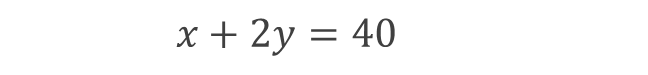 x + 2y = 40